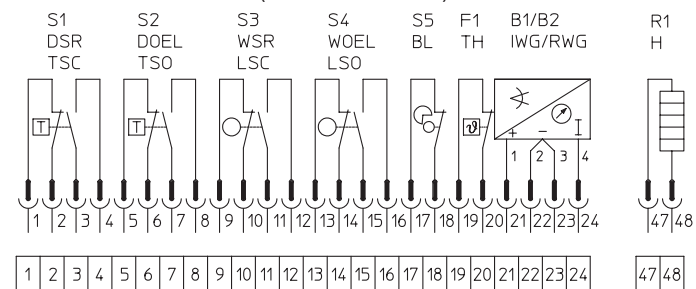 S1 S2 S3 S4 S5 F1 B1/B2 R1
DSR DOEL WSR WOEL BL TH IWG/RWG H
TSC TSO LSC LSO
T T ϑ + − I
1 2 3 4
1 2 3 4 5 6 7 8 9 10 11 12 13 14 15 16 17 18 19 20 21 22 23 24 47 48
1 2 3 4 5 6 7 8 9 10 11 12 13 14 15 16 17 18 19 20 21 22 23 24 47 48